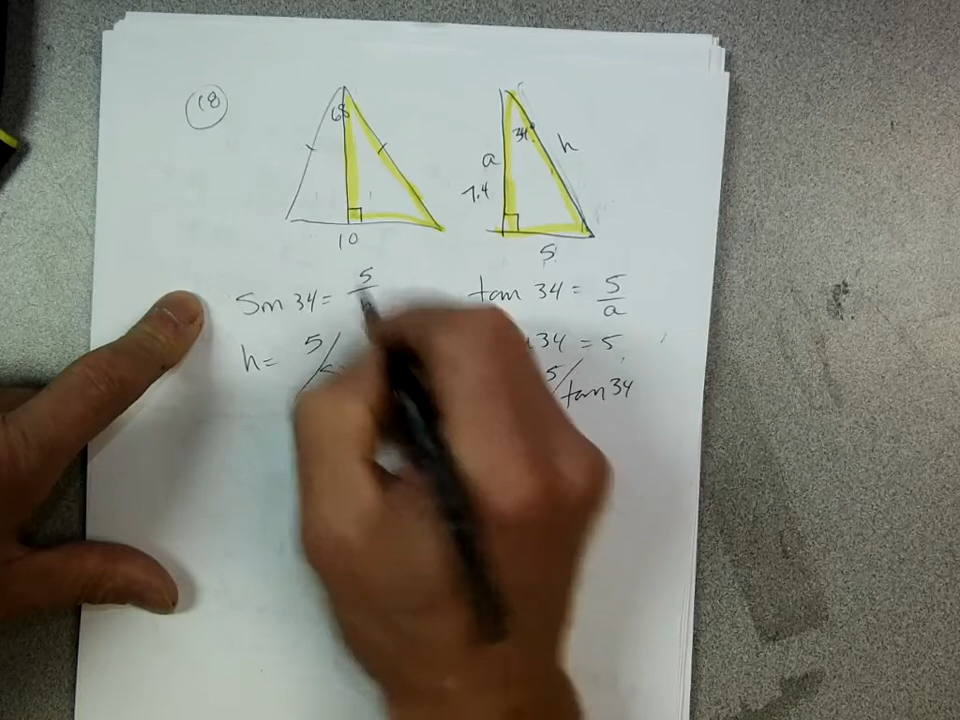 18
68
10
34
a
h
7.4
5
Sin 34 = 5
tan 34 = 5/a
h = 5/
34 = 5
5/tan 34